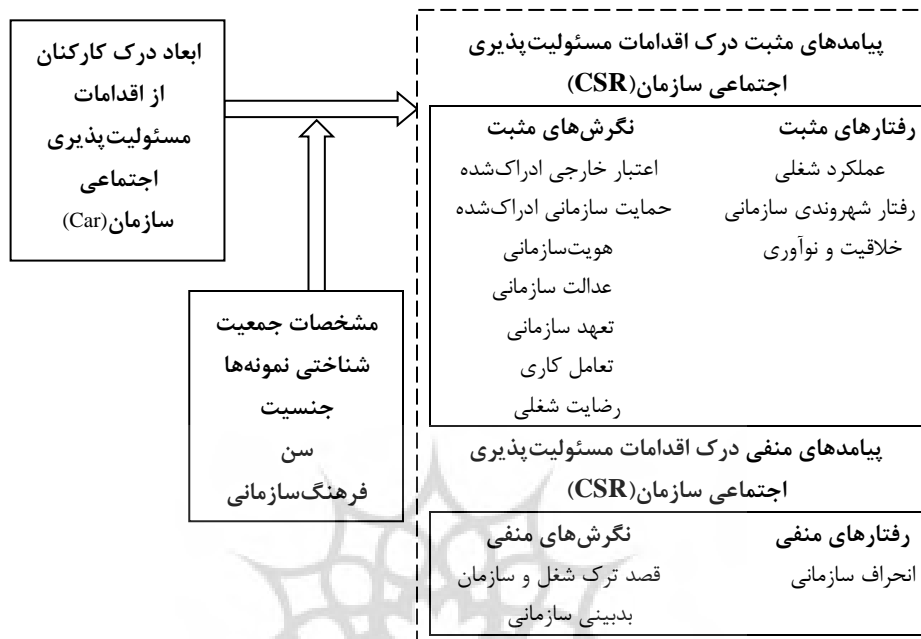 ابعاد درک کارکنان
از اقدامات
مسئولیت‌پذیری
اجتماعی
سازمان(Car)
مشخصات جمعیت
شناختی نمونه‌ها
جنسیت
سن
فرهنگ‌سازمانی
پیامدهای مثبت درک اقدامات مسئولیت‌پذیری
اجتماعی سازمان(CSR)
رفتارهای مثبت
عملکرد شغلی
رفتار شهروندی سازمانی
خلاقیت و نوآوری
نگرش‌های مثبت
اعتبار خارجی ادراک‌شده
حمایت سازمانی ادراک‌شده
هویت‌سازمانی
عدالت سازمانی
تعهد سازمانی
تعامل کاری
رضایت شغلی
پیامدهای منفی درک اقدامات مسئولیت‌پذیری
اجتماعی سازمان(CSR)
رفتارهای منفی
انحراف سازمانی
نگرش‌های منفی
قصد ترک شغل و سازمان
بدبینی سازمانی